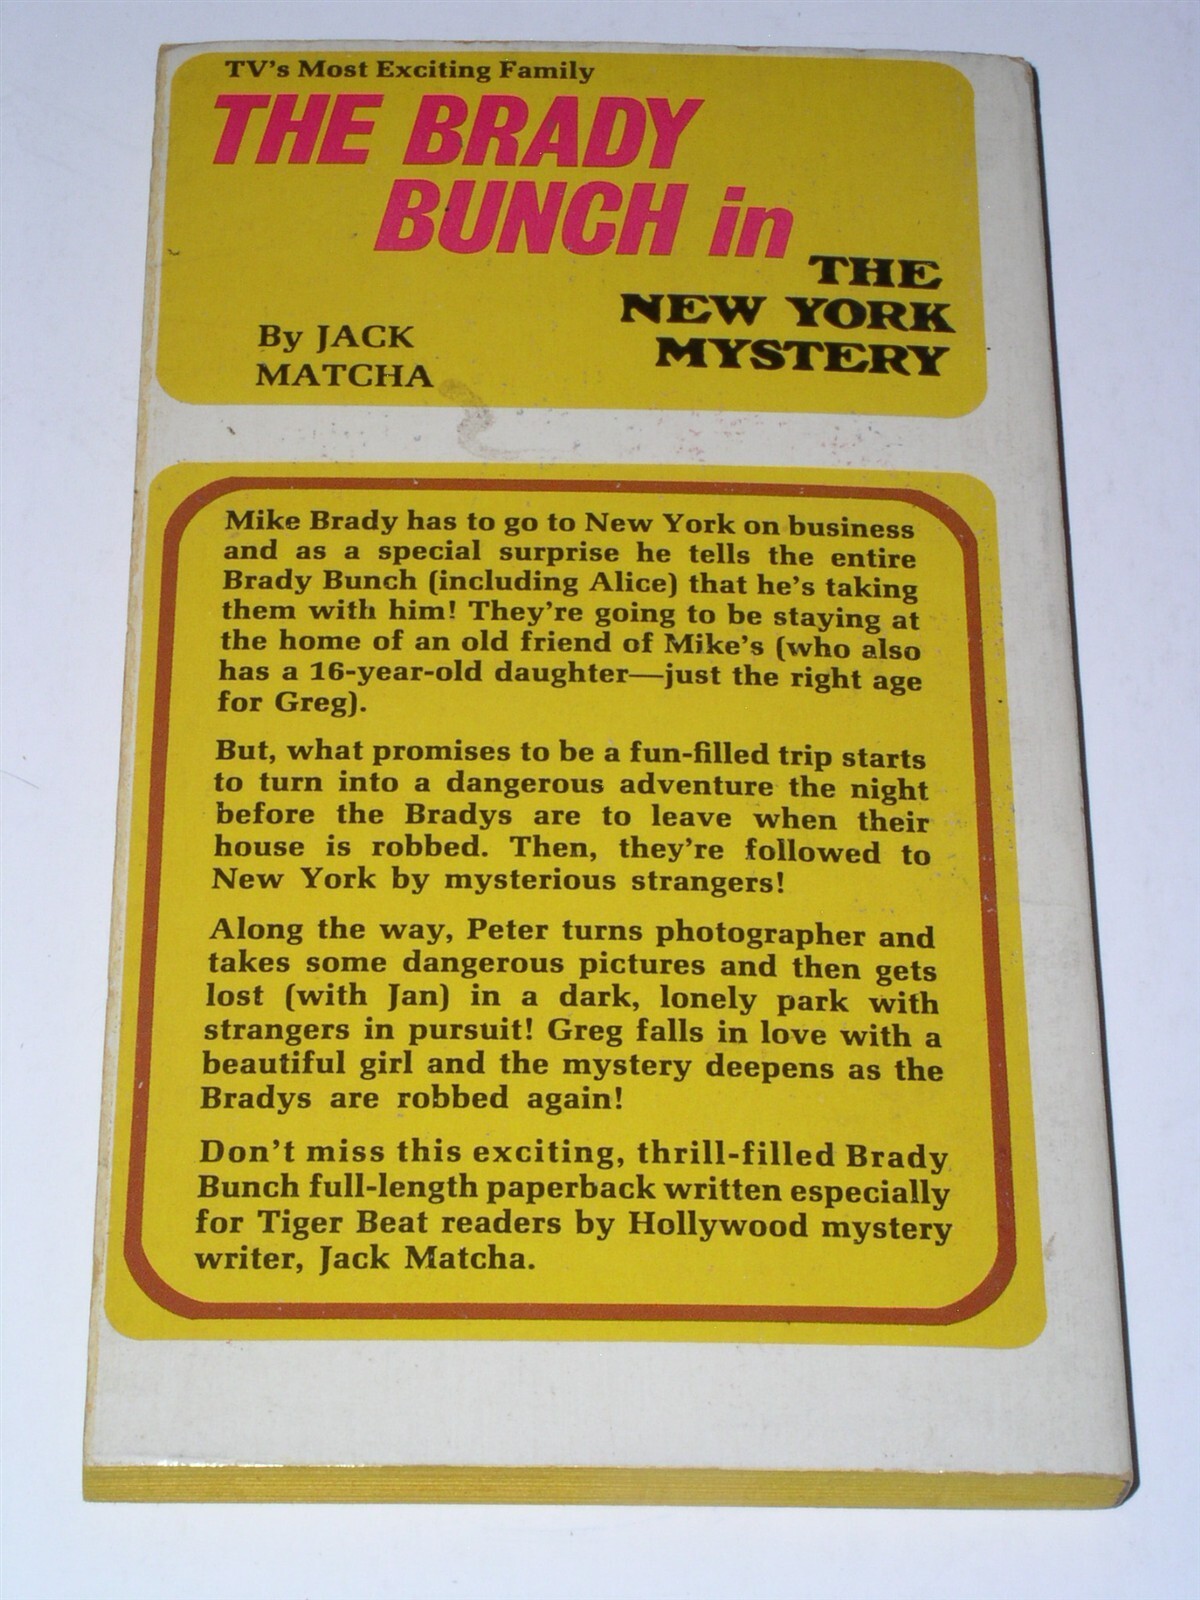 TV's Most Exciting Family
THE BRADY
BUNCH in
THE
NEW YORK
MYSTERY
By JACK
MATCHA
Mike Brady has to go to New York on business
and as a special surprise he tells the entire
Brady Bunch (including Alice) that he's taking
them with him! They're going to be staying at
the home of an old friend of Mike's (who also
has a 16-year-old daughter—just the right age
for Greg).
But, what promises to be a fun-filled trip starts
to turn into a dangerous adventure the night
before the Bradys are to leave when their
house is robbed. Then, they're followed to
New York by mysterious strangers!
Along the way, Peter turns photographer and
takes some dangerous pictures and then gets
lost (with Jan) in a dark, lonely park with
strangers in pursuit! Greg falls in love with a
beautiful girl and the mystery deepens as the
Bradys are robbed again!
Don't miss this exciting, thrill-filled Brady
Bunch full-length paperback written especially
for Tiger Beat readers by Hollywood mystery
writer, Jack Matcha.